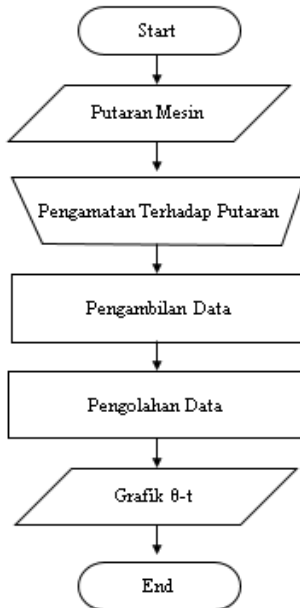 Start
Putaran Mesin
Pengamatan Terhadap Putaran
Pengambilan Data
Pengolahan Data
Grafik θ-t
End